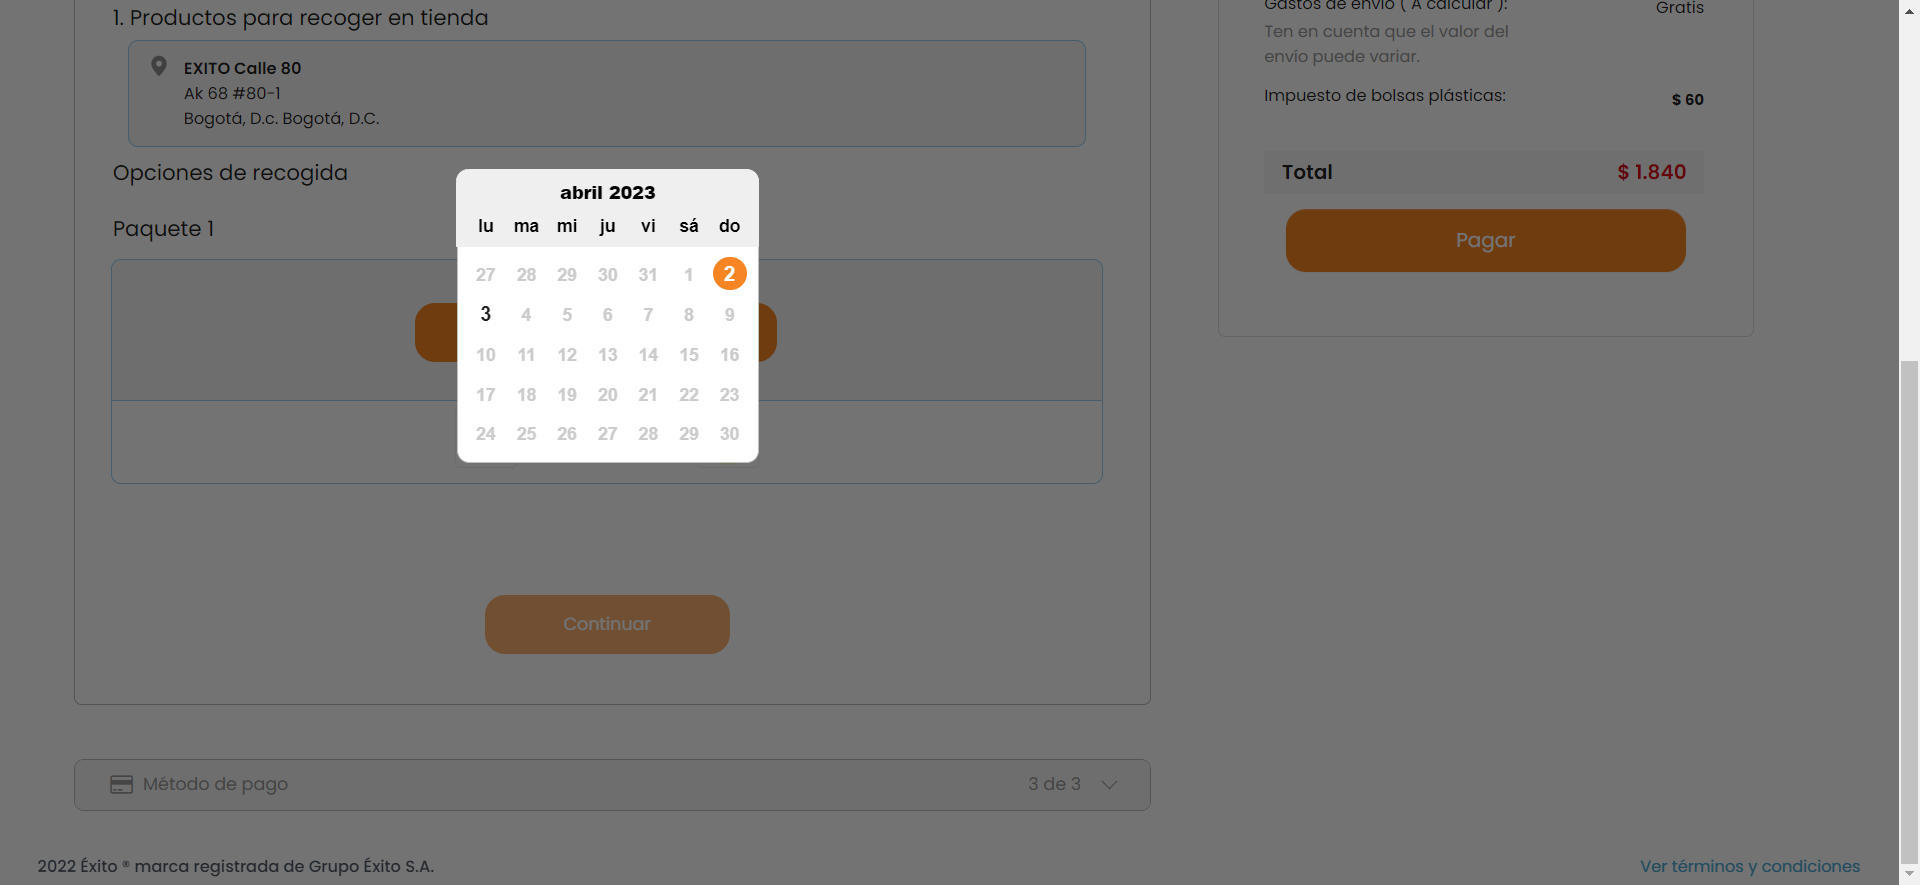 1. Productos para recoger en tienda
EXITO Calle 80
Ak 68 #80-1
Bogotá, D.c. Bogotá, D.C.
Opciones de recogida
Paquete 1
abril 2023
lu ma mi ju vi sá do
27 28 29 30 31 1 2
3 4 5 6 7 8 9
10 11 12 13 14 15 16
17 18 19 20 21 22 23
24 25 26 27 28 29 30
Continuar
Método de pago 3 de 3
Gastos de envío ( A calcular ): Gratis
Ten en cuenta que el valor del
envío puede variar.
Impuesto de bolsas plásticas: $ 60
Total $ 1.840
Pagar
2022 Éxito ® marca registrada de Grupo Éxito S.A.
Ver términos y condiciones